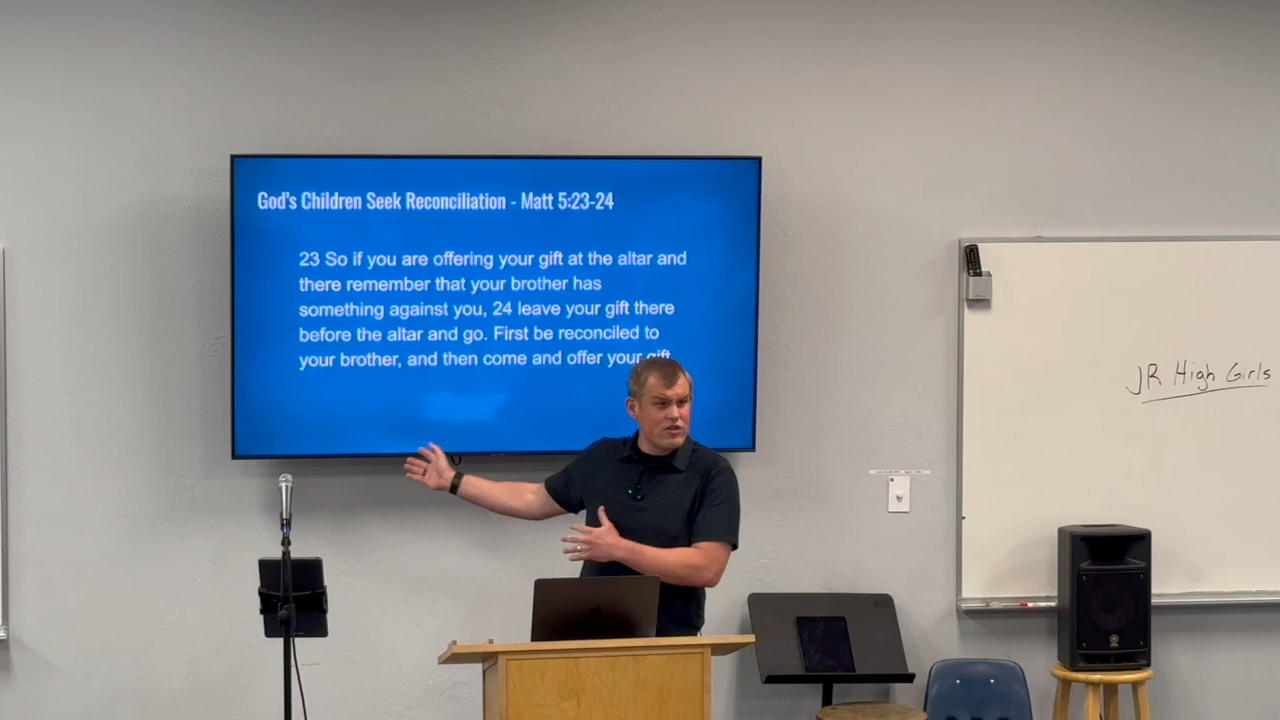 God's Children Seek Reconciliation - Matt 5:23-24
23 So if you are offering your gift at the altar and
there remember that your brother has
something against you, 24 leave your gift there
before the altar and go. First be reconciled to
your brother, and then come and offer your gift
JR High Girls